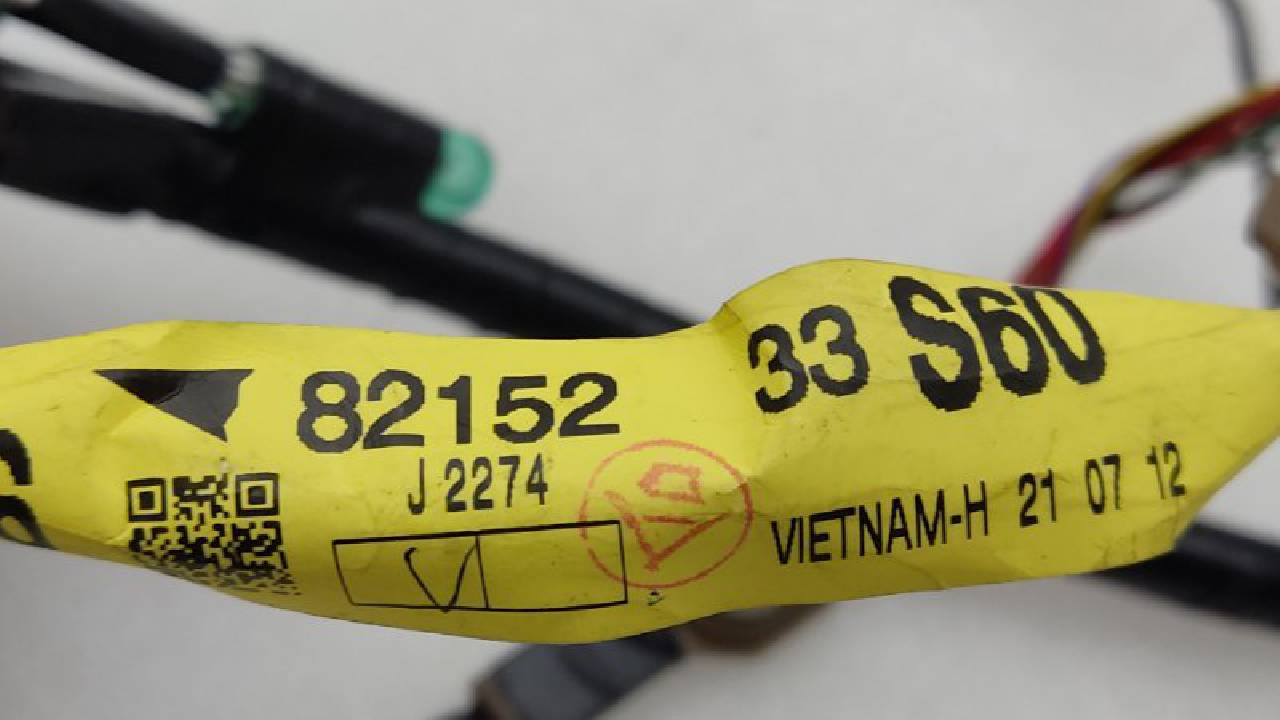 82152
33 S60
J 2274
V
VIETNAM-H 21 07 12